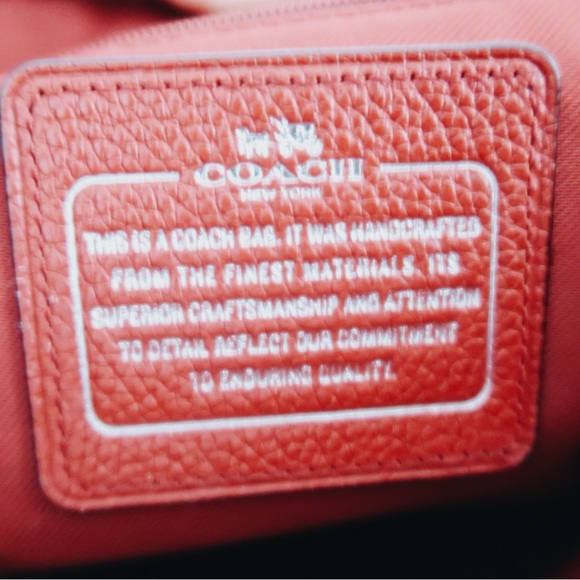 COACH
NEW YORK
THIS IS A COACH BAG. IT WAS HANDCRAFTED
FROM THE FINEST MATERIALS. ITS
SUPERIOR CRAFTSMANSHIP AND ATTENTION
TO DETAIL REFLECT OUR COMMITMENT
TO ENDURING QUALITY.